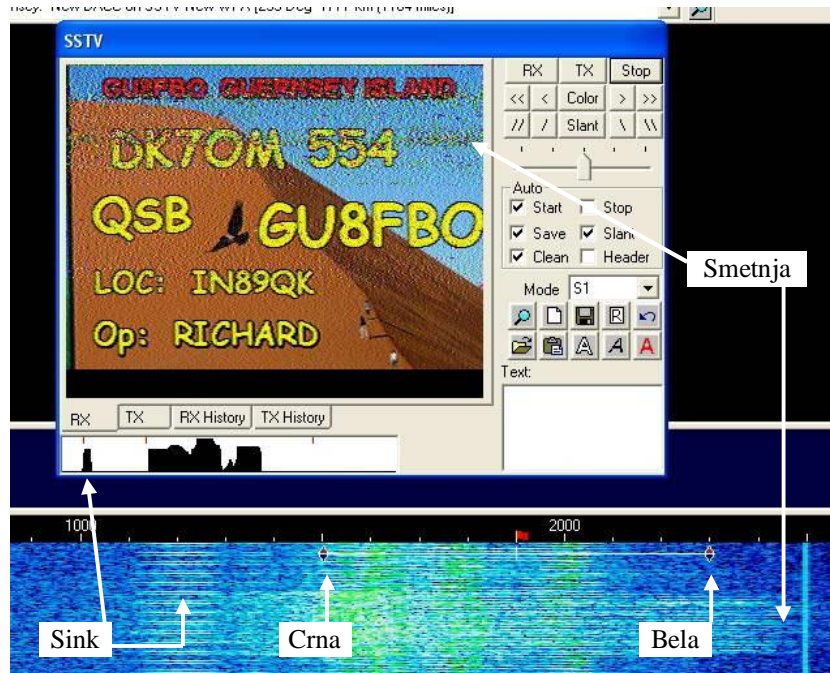 SSTV
GU8FBO GUERNSEY ISLAND
DK7OM 554
QSB GU8FBO
LOC: IN89QK
Op: RICHARD
RX TX Stop
<< < Color > >>
// / Slant \ \\
Auto
Start Stop
Save Slant
Clean Header
Smetnja
Mode S1
R
A A A
Text:
RX TX RX History TX History
1000 2000
Sink Crna Bela